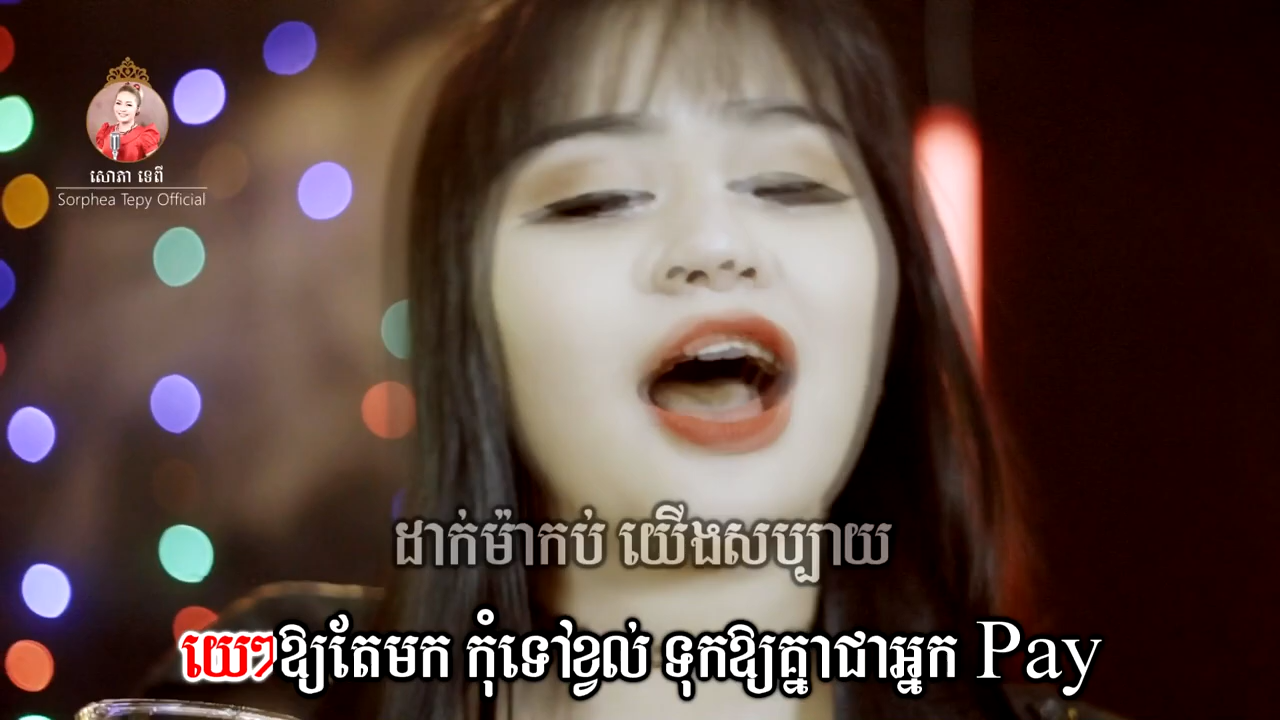 សោភា ទេពី
Sorphea Tepy Official
ដាក់ម៉ាកប់ យើងសប្បាយ
យេៗឱ្យតែមក កុំទៅខ្វល់ ទុកឱ្យគ្នាជាអ្នក Pay